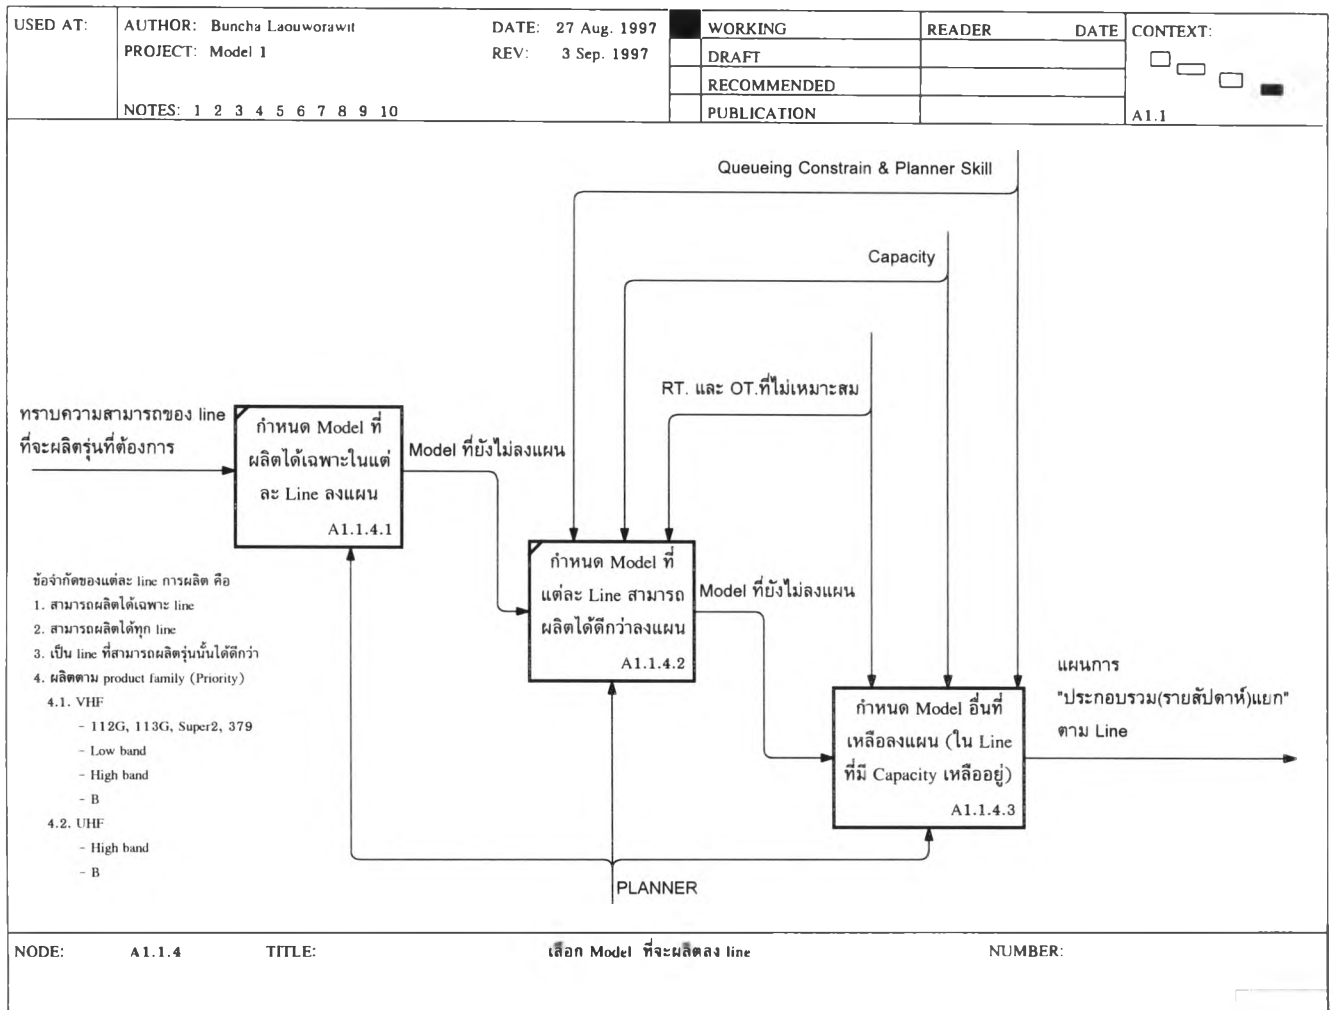 USED AT:
AUTHOR: Buncha Laouworawit
DATE: 27 Aug. 1997
WORKING
READER
DATE
CONTEXT:
PROJECT: Model 1
REV: 3 Sep. 1997
DRAFT
RECOMMENDED
NOTES: 1 2 3 4 5 6 7 8 9 10
PUBLICATION
A1.1
Queueing Constrain & Planner Skill
Capacity
RT. และ OT.ที่ไม่เหมาะสม
ทราบความสามารถของ line
ที่จะผลิตรุ่นที่ต้องการ
กำหนด Model ที่
ผลิตได้เฉพาะในแต่
ละ Line ลงแผน
A1.1.4.1
Model ที่ยังไม่ลงแผน
กำหนด Model ที่
แต่ละ Line สามารถ
ผลิตได้ดีกว่าลงแผน
A1.1.4.2
Model ที่ยังไม่ลงแผน
กำหนด Model อื่นที่
เหลือลงแผน (ใน Line
ที่มี Capacity เหลืออยู่)
A1.1.4.3
แผนการ
"ประกอบรวม(รายสัปดาห์)แยก"
ตาม Line
ข้อจำกัดของแต่ละ line การผลิต คือ
1. สามารถผลิตได้เฉพาะ line
2. สามารถผลิตได้ทุก line
3. เป็น line ที่สามารถผลิตรุ่นนั้นได้ดีกว่า
4. ผลิตตาม product family (Priority)
4.1. VHF
- 112G, 113G, Super2, 379
- Low band
- High band
- B
4.2. UHF
- High band
- B
PLANNER
NODE: A1.1.4
TITLE: เลือก Model ที่จะผลิตลง line
NUMBER: